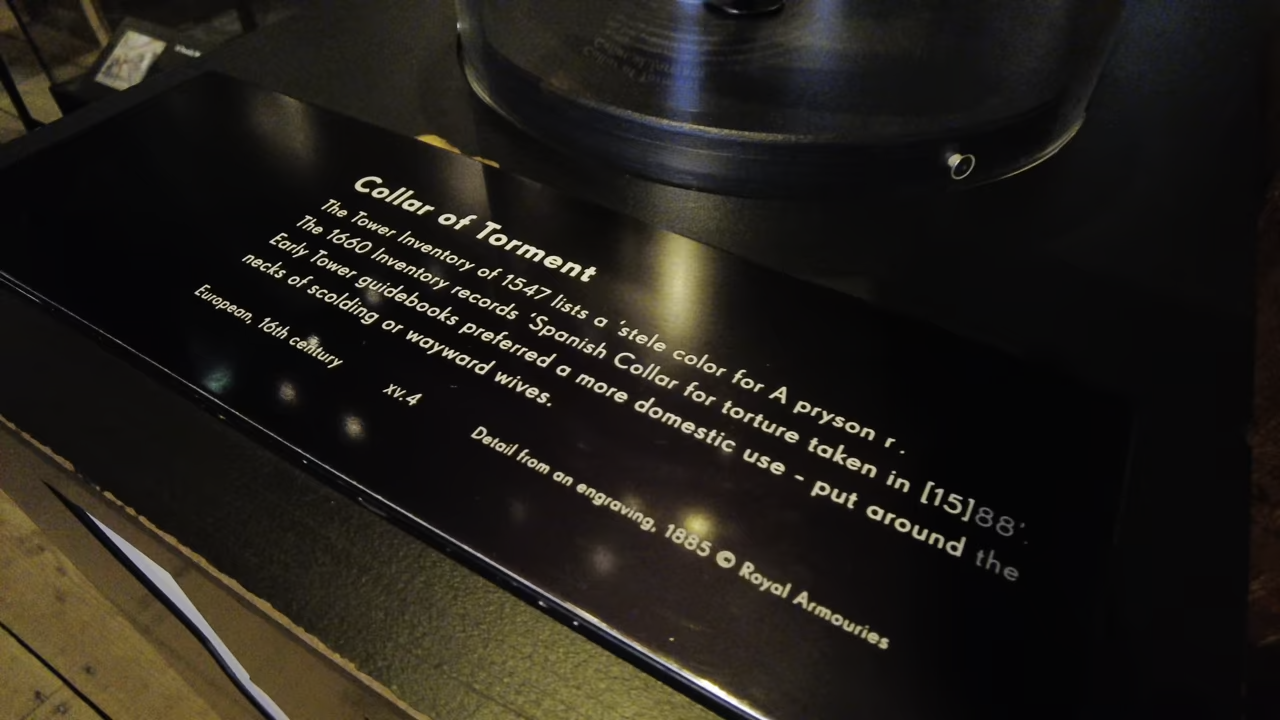 Collar of Torment
The Tower Inventory of 1547 lists a 'stele color for A pryson r .
The 1660 Inventory records 'Spanish Collar for torture taken in [15]88'.
Early Tower guidebooks preferred a more domestic use - put around the
necks of scolding or wayward wives.
European, 16th century
xv.4
Detail from an engraving, 1885 © Royal Armouries